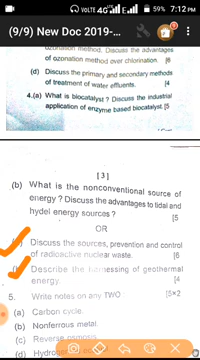 VOLTE 4G E 59% 7:12 PM
(9/9) New Doc 2019-...
9
ozonation method. Discuss the advantages
of ozonation method over chlorination. [6
(d) Discuss the primary and secondary methods
of treatment of water effluents. [4
4.(a) What is biocatalyst ? Discuss the industrial
application of enzyme based biocatalyst.[5
[3]
(b) What is the nonconventional source of
energy ? Discuss the advantages to tidal and
hydel energy sources ? [5
OR
Discuss the sources, prevention and control
of radioactive nuclear waste. [6
Describe the harnessing of geothermal
energy. [4
5. Write notes on any TWO [5×2
(a) Carbon cycle.
(b) Nonferrous metal.
(c) Reverse osmosis.
(d)